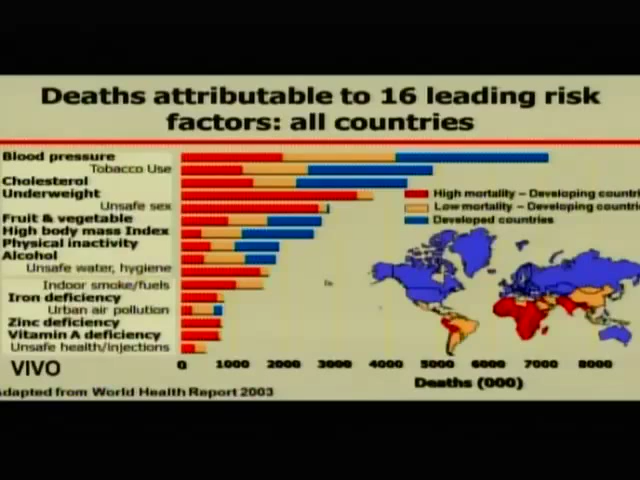 Deaths attributable to 16 leading risk
factors: all countries
Blood pressure
Tobacco Use
Cholesterol
Underweight
Unsafe sex
Fruit & vegetable
High body mass Index
Physical inactivity
Alcohol
Unsafe water, hygiene
Indoor smoke/fuels
Iron deficiency
Urban air pollution
Zinc deficiency
Vitamin A deficiency
Unsafe health/injections
High mortality – Developing countri
Low mortality – Developing countrie
Developed countries
0 1000 2000 3000 4000 5000 6000 7000 8000
Deaths (000)
VIVO
Adapted from World Health Report 2003